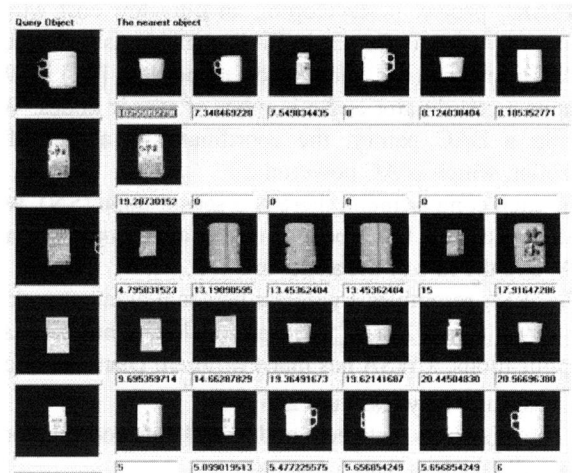 Query Object The nearest object
7.348469228 7.549834435 8 8.124038404 8.185352771
19.28730152 0 0 0 0 0
4.795831523 13.19090595 13.45362404 13.45362404 15 17.91647286
9.695359714 14.66287829 19.36491673 19.62141687 20.44504830 20.56696380
5 5.099019513 5.477225575 5.656854249 5.656854249 6